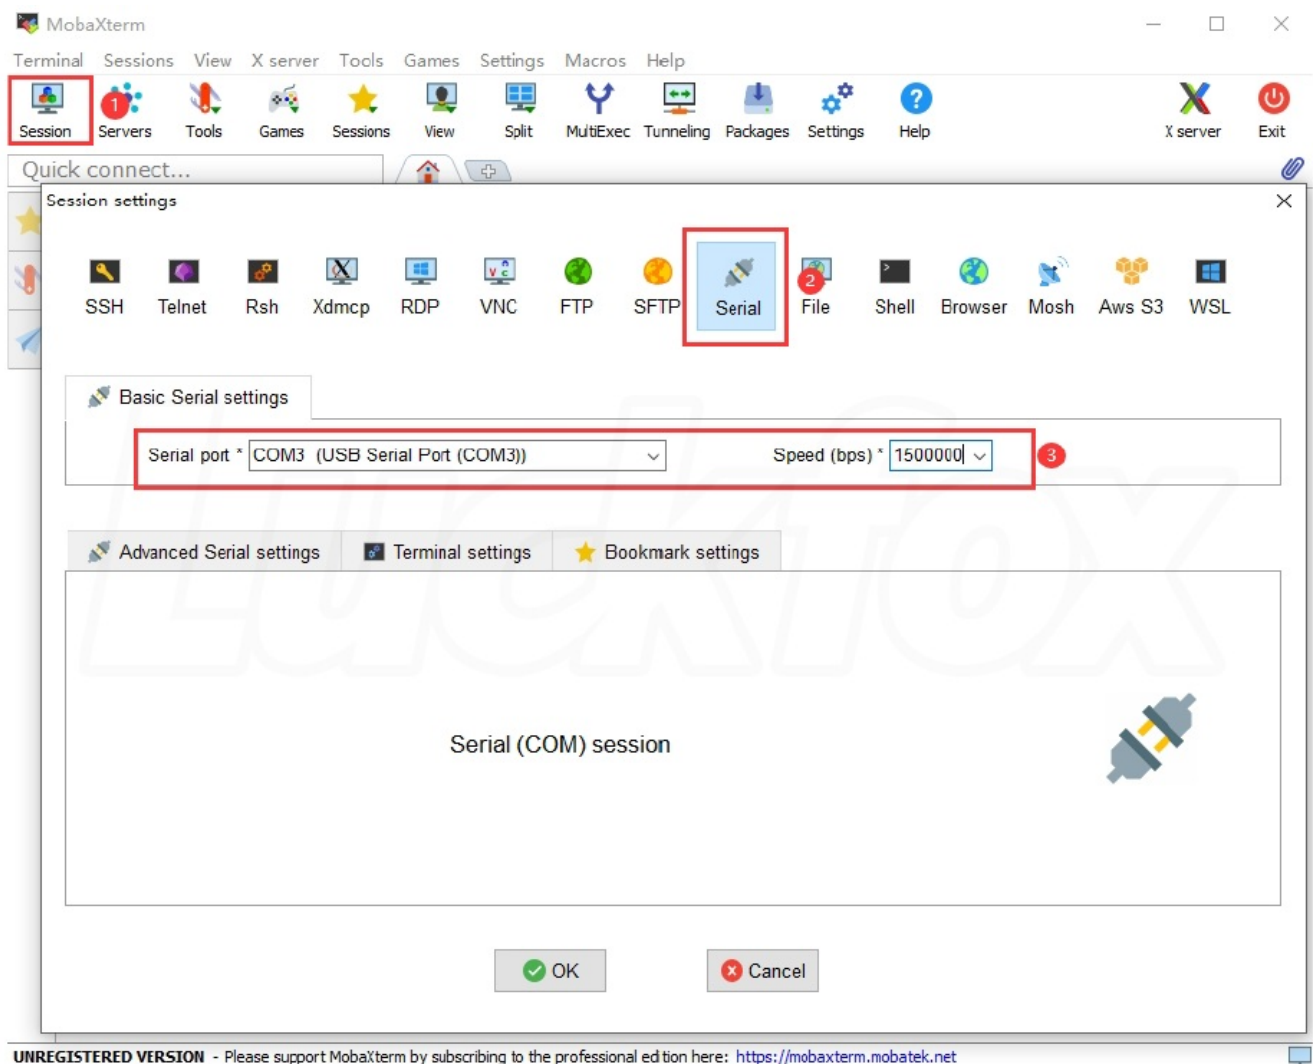 MobaXterm
Terminal Sessions View X server Tools Games Settings Macros Help
1
Session Servers Tools Games Sessions View Split MultiExec Tunneling Packages Settings Help X server Exit
Quick connect...
Session settings
2
SSH Telnet Rsh Xdmcp RDP VNC FTP SFTP Serial File Shell Browser Mosh Aws S3 WSL
Basic Serial settings
Serial port * COM3 (USB Serial Port (COM3)) Speed (bps) * 1500000 3
Advanced Serial settings Terminal settings Bookmark settings
Luckfox
Serial (COM) session
OK Cancel
UNREGISTERED VERSION - Please support MobaXterm by subscribing to the professional edition here: https://mobaxterm.mobatek.net